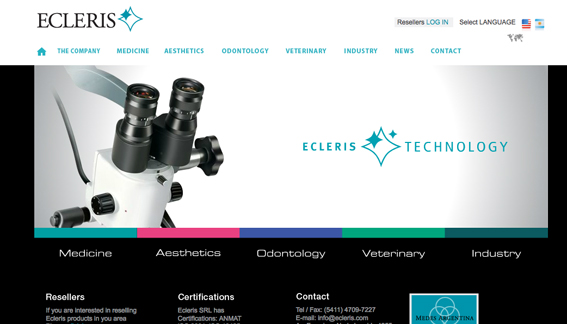 ECLERIS
Resellers LOG IN Select LANGUAGE
THE COMPANY MEDICINE AESTHETICS ODONTOLOGY VETERINARY INDUSTRY NEWS CONTACT
ECLERIS TECHNOLOGY
Medicine Aesthetics Odontology Veterinary Industry
Resellers
If you are Interested in reselling
Ecleris products in you area
Certifications
Ecleris SRL has
Certifications: ANMAT
Contact
Tel / Fax: (5411) 4709-7227
E-mail: info@ecleris.com
MEDES ARGENTINA